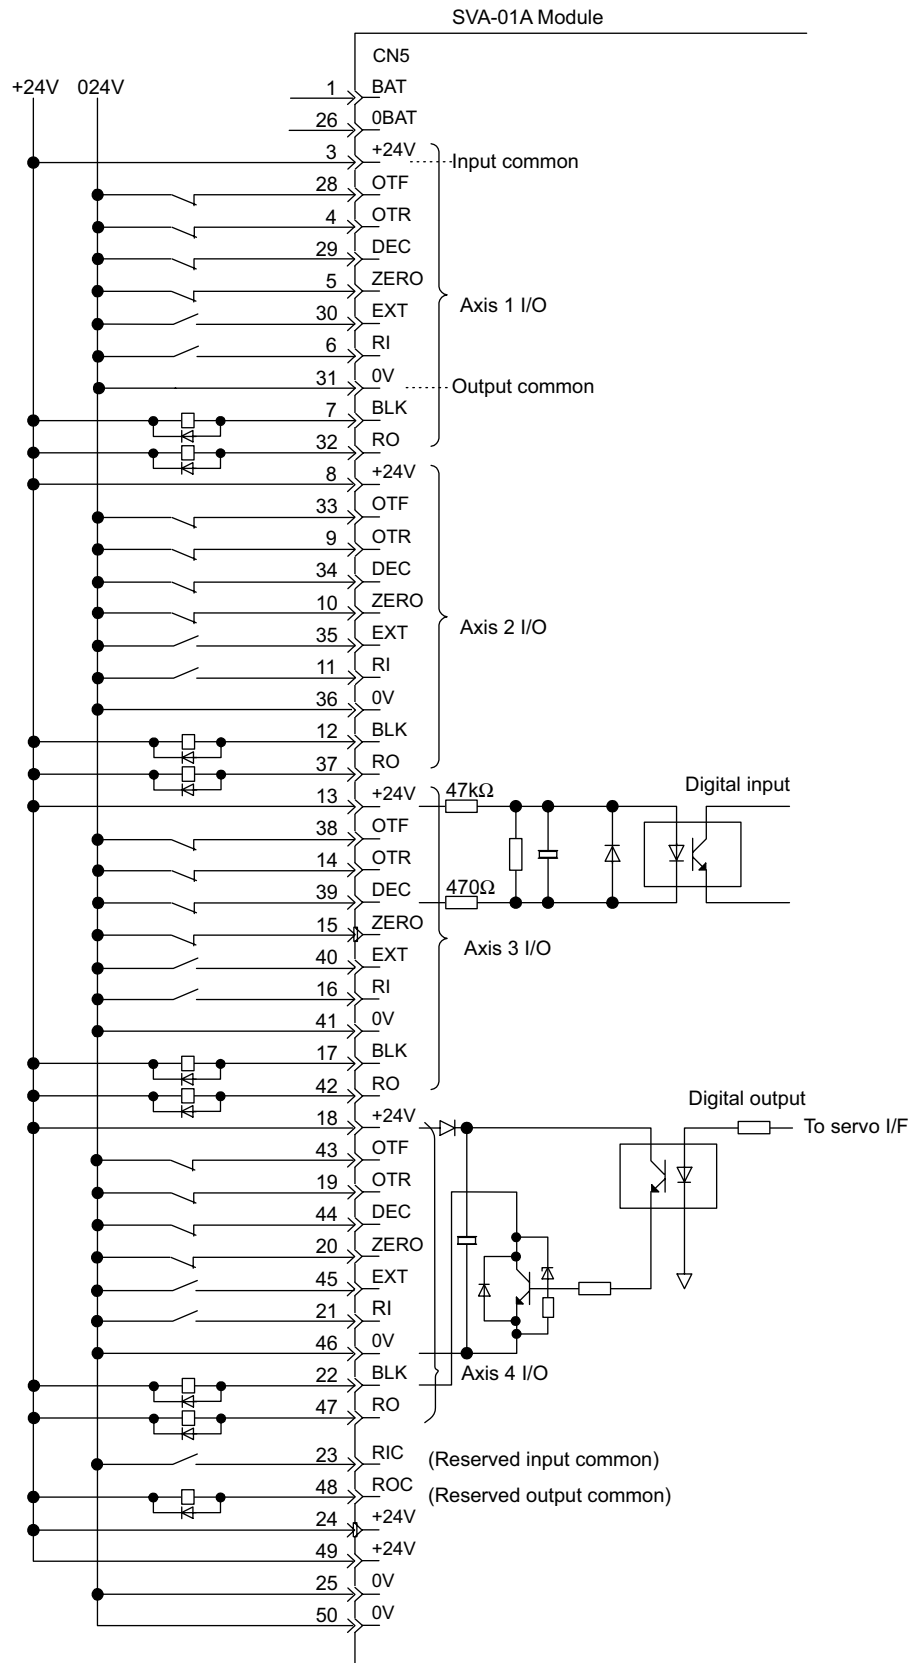 SVA-01A Module
CN5
+24V 024V
1 BAT
26 0BAT
3 +24V Input common
28 OTF
4 OTR
29 DEC
5 ZERO
Axis 1 I/O
30 EXT
6 RI
31 0V Output common
7 BLK
32 RO
8 +24V
33 OTF
9 OTR
34 DEC
10 ZERO
Axis 2 I/O
35 EXT
11 RI
36 0V
12 BLK
37 RO
Digital input
13 +24V 47kΩ
38 OTF
14 OTR
39 DEC 470Ω
15 ZERO
Axis 3 I/O
40 EXT
16 RI
41 0V
17 BLK
42 RO
Digital output
18 +24V To servo I/F
43 OTF
19 OTR
44 DEC
20 ZERO
45 EXT
21 RI
46 0V
22 BLK Axis 4 I/O
47 RO
23 RIC (Reserved input common)
48 ROC (Reserved output common)
24 +24V
49 +24V
25 0V
50 0V